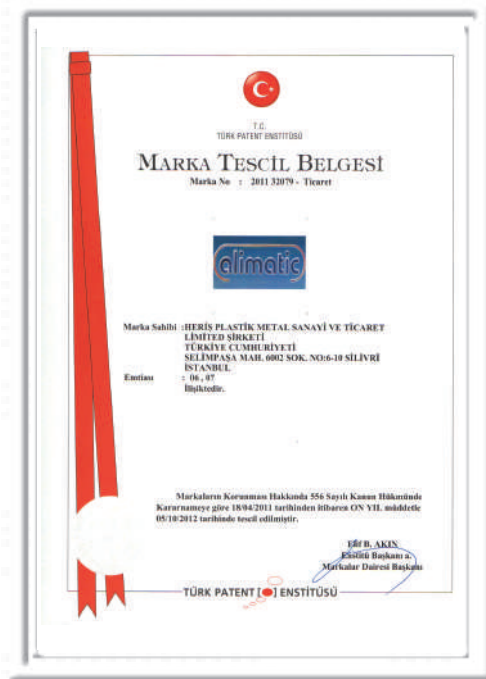 T.C.
TÜRK PATENT ENSTİTÜSÜ
MARKA TESCİL BELGESİ
Marka No : 2011 32079 - Ticaret
alimatic
Marka Sahibi :HERİŞ PLASTİK METAL SANAYİ VE TİCARET
LİMİTED ŞİRKETİ
TÜRKİYE CUMHURİYETİ
SELİMPAŞA MAH. 6002 SOK. NO:6-10 SİLİVRİ
İSTANBUL
Emtiası : 06 , 07
İlişiktedir.
Markaların Korunması Hakkında 556 Sayılı Kanun Hükmünde
Kararnameye göre 18/04/2011 tarihinden itibaren ON YIL müddetle
05/10/2012 tarihinde tescil edilmiştir.
Elif B. AKIN
Enstitü Başkanı a.
Markalar Dairesi Başkanı
TÜRK PATENT ENSTİTÜSÜ